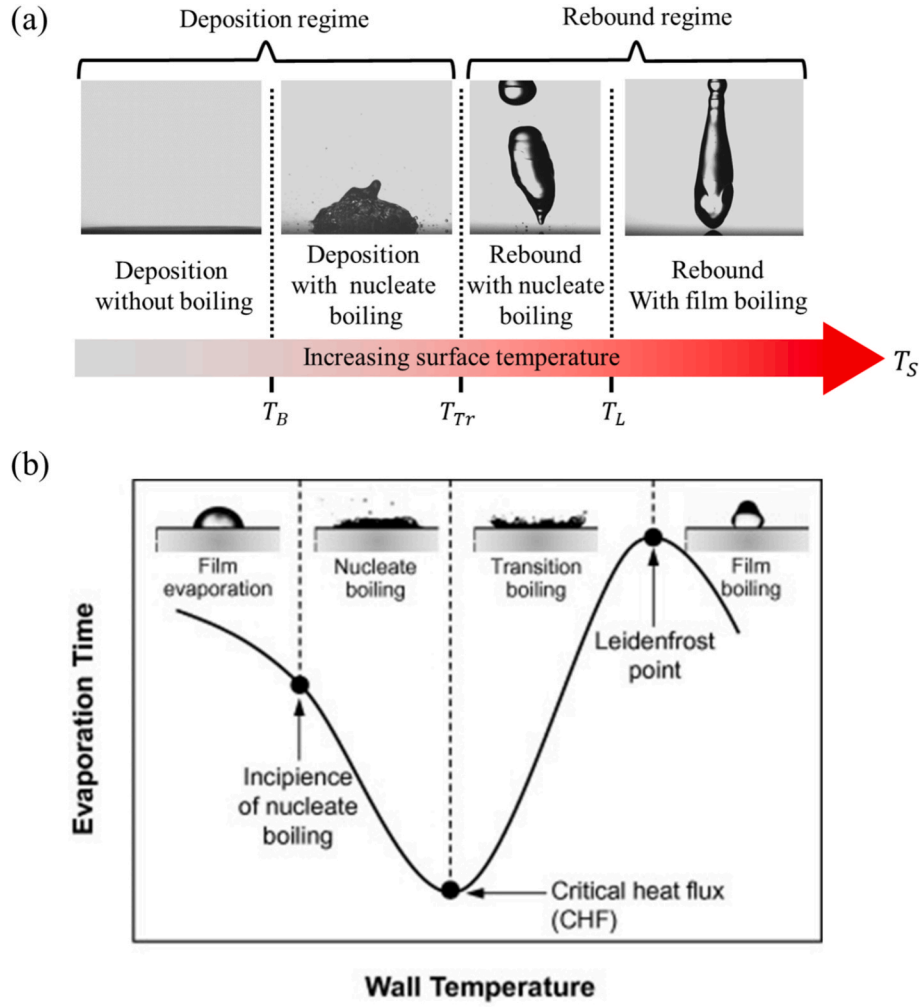 (a)
Deposition regime
Rebound regime
Deposition
without boiling
Deposition
with nucleate
boiling
Rebound
with nucleate
boiling
Rebound
With film boiling
Increasing surface temperature
T_S
T_B
T_{Tr}
T_L
(b)
Film
evaporation
Nucleate
boiling
Transition
boiling
Film
boiling
Leidenfrost
point
Incipience
of nucleate
boiling
Critical heat flux
(CHF)
Evaporation Time
Wall Temperature